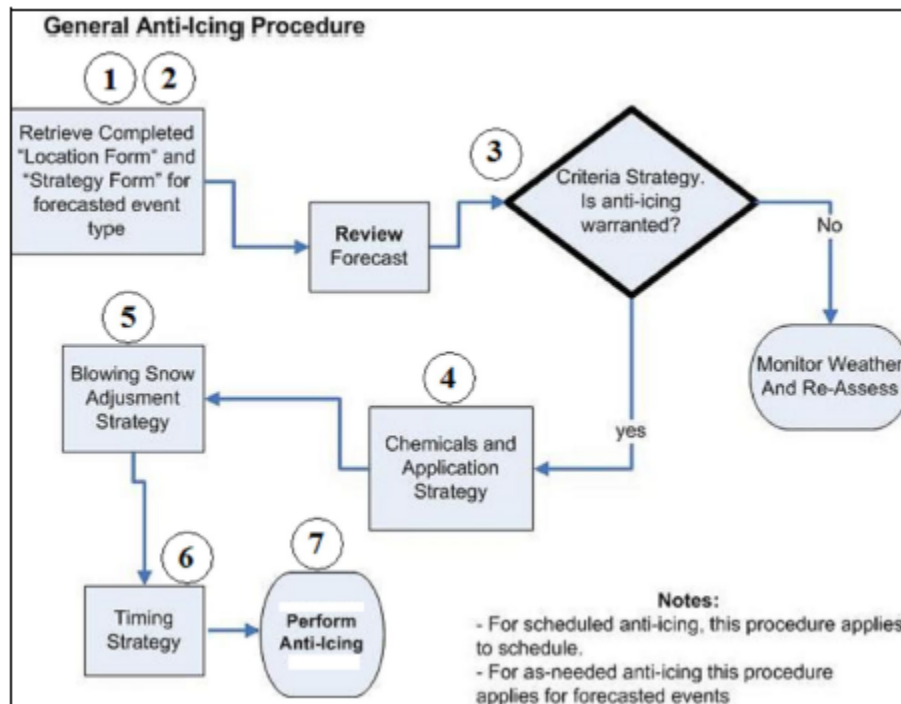 General Anti-Icing Procedure
1
2
Retrieve Completed
"Location Form" and
"Strategy Form" for
forecasted event
type
Review
Forecast
3
Criteria Strategy.
Is anti-icing
warranted?
No
Monitor Weather
And Re-Assess
yes
4
Chemicals and
Application
Strategy
5
Blowing Snow
Adjusment
Strategy
6
Timing
Strategy
7
Perform
Anti-Icing
Notes:
- For scheduled anti-icing, this procedure applies
to schedule.
- For as-needed anti-icing this procedure
applies for forecasted events